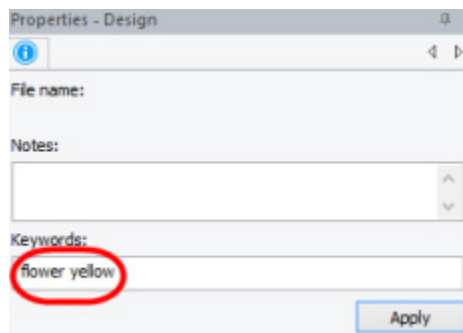 Properties - Design
File name:
Notes:
Keywords:
flower yellow
Apply